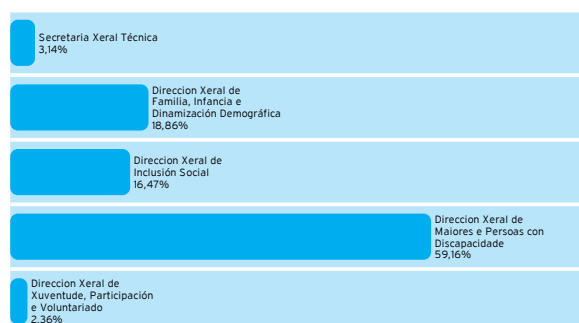 Secretaria Xeral Técnica
3,14%
Direccion Xeral de
Familia, Infancia e
Dinamización Demográfica
18,86%
Direccion Xeral de
Inclusión Social
16,47%
Direccion Xeral de
Maiores e Persoas con
Discapacidade
59,16%
Direccion Xeral de
Xuventude, Participación
e Voluntariado
2,36%